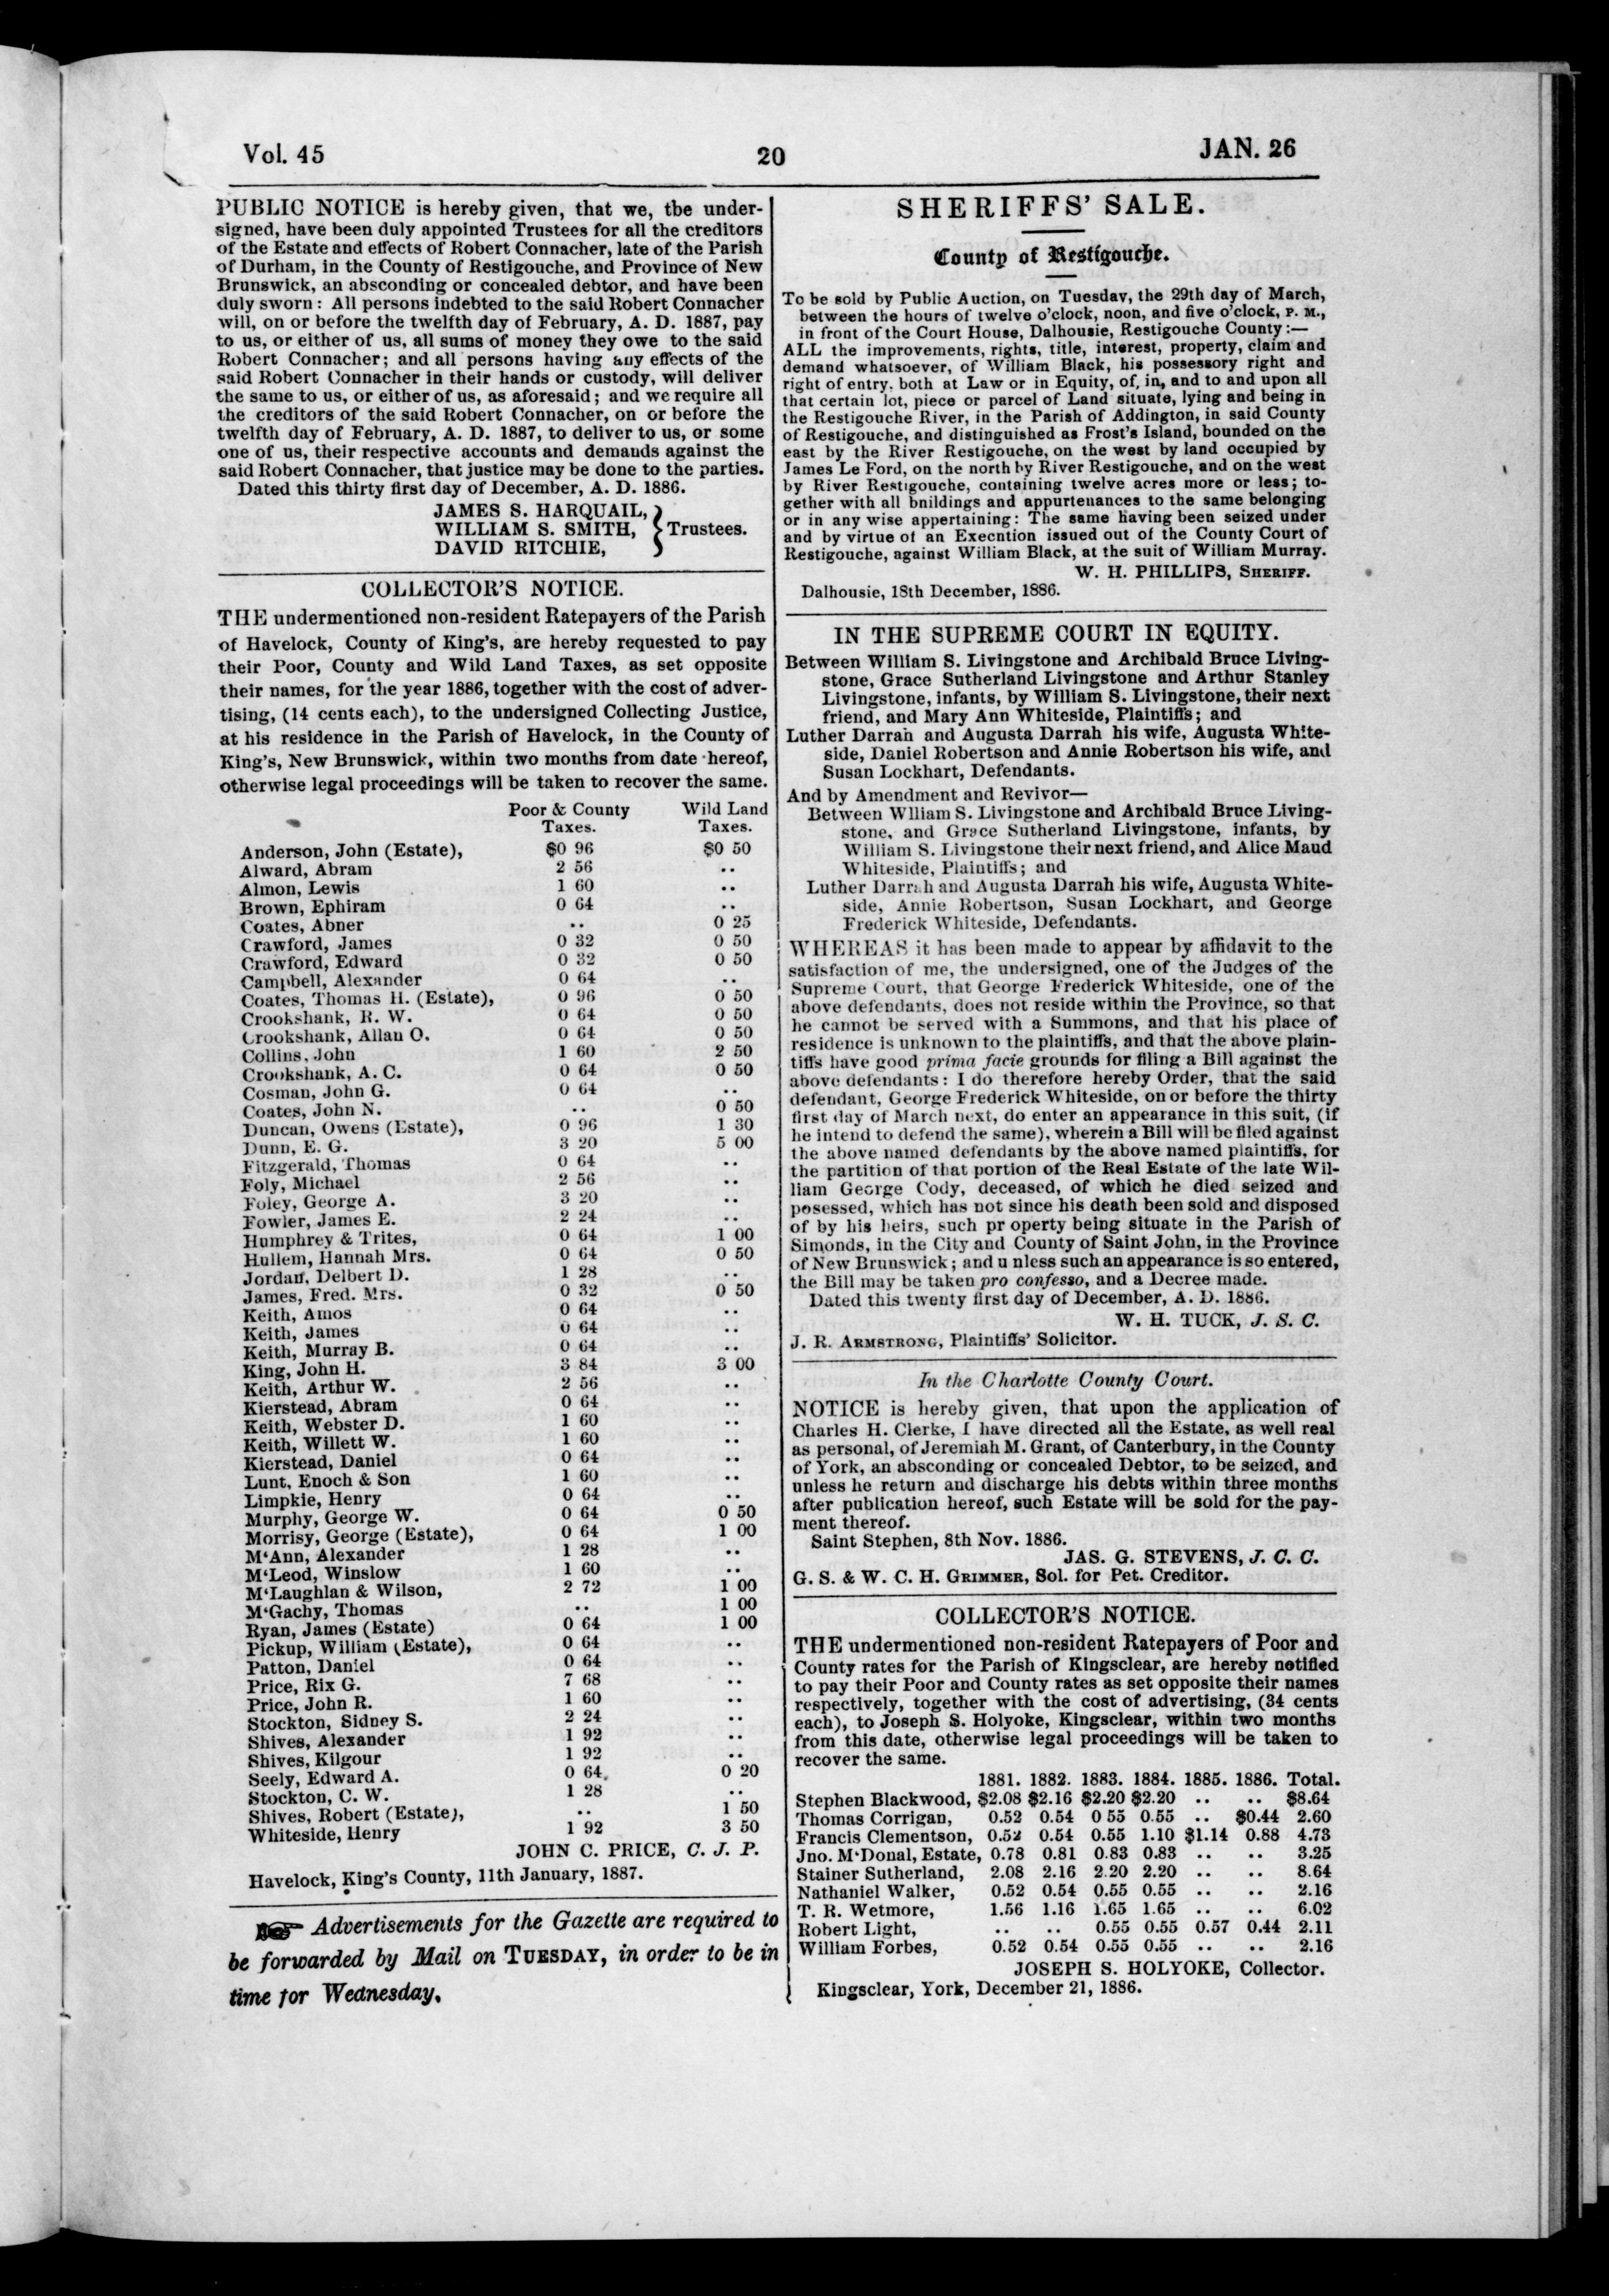 Vol. 45
20
JAN. 26
PUBLIC NOTICE is hereby given, that we, tbe under-
signed, have been duly appointed Trustees for all the creditors
of the Estate and effects of Robert Connacher, late of the Parish
of Durham, in the County of Restigouche, and Province of New
Brunswick, an absconding or concealed debtor, and have been
duly sworn: All persons indebted to the said Robert Connacher
will, on or before the twelfth day of February, A. D. 1887, pay
to us, or either of us, all sums of money they owe to the said
Robert Connacher; and all persons having any effects of the
said Robert Connacher in their hands or custody, will deliver
the same to us, or either of us, as aforesaid; and we require all
the creditors of the said Robert Connacher, on or before the
twelfth day of February, A. D. 1887, to deliver to us, or some
one of us, their respective accounts and demands against the
said Robert Connacher, that justice may be done to the parties.
Dated this thirty first day of December, A. D. 1886.
JAMES S. HARQUAIL,
WILLIAM S. SMITH, } Trustees.
DAVID RITCHIE,
COLLECTOR'S NOTICE.
THE undermentioned non-resident Ratepayers of the Parish
of Havelock, County of King's, are hereby requested to pay
their Poor, County and Wild Land Taxes, as set opposite
their names, for the year 1886, together with the cost of adver-
tising, (14 cents each), to the undersigned Collecting Justice,
at his residence in the Parish of Havelock, in the County of
King's, New Brunswick, within two months from date hereof,
otherwise legal proceedings will be taken to recover the same.
Poor & County Wild Land
Taxes. Taxes.
Anderson, John (Estate), $0 96 $0 50
Alward, Abram 2 56 ..
Almon, Lewis 1 60 ..
Brown, Ephiram 0 64 ..
Coates, Abner .. 0 25
Crawford, James 0 32 0 50
Crawford, Edward 0 32 0 50
Campbell, Alexander 0 64 ..
Coates, Thomas H. (Estate), 0 96 0 50
Crookshank, R. W. 0 64 0 50
Crookshank, Allan O. 0 64 0 50
Collins, John 1 60 2 50
Crookshank, A. C. 0 64 0 50
Cosman, John G. 0 64 ..
Coates, John N. .. 0 50
Duncan, Owens (Estate), 0 96 1 30
Dunn, E. G. 3 20 5 00
Fitzgerald, Thomas 0 64 ..
Foly, Michael 2 56 ..
Foley, George A. 3 20 ..
Fowler, James E. 2 24 ..
Humphrey & Trites, 0 64 1 00
Hullem, Hannah Mrs. 0 64 0 50
Jordan, Delbert D. 1 28 ..
James, Fred. Mrs. 0 32 0 50
Keith, Amos 0 64 ..
Keith, James 0 64 ..
Keith, Murray B. 0 64 ..
King, John H. 3 84 3 00
Keith, Arthur W. 2 56 ..
Kierstead, Abram 0 64 ..
Keith, Webster D. 1 60 ..
Keith, Willett W. 1 60 ..
Kierstead, Daniel 0 64 ..
Lunt, Enoch & Son 1 60 ..
Limpkie, Henry 0 64 ..
Murphy, George W. 0 64 0 50
Morrisy, George (Estate), 0 64 1 00
M'Ann, Alexander 1 28 ..
M'Leod, Winslow 1 60 ..
M'Laughlan & Wilson, 2 72 1 00
M'Gachy, Thomas .. 1 00
Ryan, James (Estate) 0 64 1 00
Pickup, William (Estate), 0 64 ..
Patton, Daniel 0 64 ..
Price, Rix G. 7 68 ..
Price, John R. 1 60 ..
Stockton, Sidney S. 2 24 ..
Shives, Alexander 1 92 ..
Shives, Kilgour 1 92 ..
Seely, Edward A. 0 64 0 20
Stockton, C. W. 1 28 ..
Shives, Robert (Estate), .. 1 50
Whiteside, Henry 1 92 3 50
JOHN C. PRICE, C. J. P.
Havelock, King's County, 11th January, 1887.
☞ Advertisements for the Gazette are required to
be forwarded by Mail on TUESDAY, in order to be in
time for Wednesday.
SHERIFFS' SALE.
County of Restigouche.
To be sold by Public Auction, on Tuesday, the 29th day of March,
between the hours of twelve o'clock, noon, and five o'clock, P. M.,
in front of the Court House, Dalhousie, Restigouche County:—
ALL the improvements, rights, title, interest, property, claim and
demand whatsoever, of William Black, his possessory right and
right of entry, both at Law or in Equity, of, in, and to and upon all
that certain lot, piece or parcel of Land situate, lying and being in
the Restigouche River, in the Parish of Addington, in said County
of Restigouche, and distinguished as Frost's Island, bounded on the
east by the River Restigouche, on the west by land occupied by
James Le Ford, on the north by River Restigouche, and on the west
by River Restigouche, containing twelve acres more or less; to-
gether with all bnildings and appurtenances to the same belonging
or in any wise appertaining: The same having been seized under
and by virtue of an Execntion issued out of the County Court of
Restigouche, against William Black, at the suit of William Murray.
W. H. PHILLIPS, SHERIFF.
Dalhousie, 18th December, 1886.
IN THE SUPREME COURT IN EQUITY.
Between William S. Livingstone and Archibald Bruce Living-
stone, Grace Sutherland Livingstone and Arthur Stanley
Livingstone, infants, by William S. Livingstone, their next
friend, and Mary Ann Whiteside, Plaintiffs; and
Luther Darrah and Augusta Darrah his wife, Augusta White-
side, Daniel Robertson and Annie Robertson his wife, and
Susan Lockhart, Defendants.
And by Amendment and Revivor—
Between Wlliam S. Livingstone and Archibald Bruce Living-
stone, and Grace Sutherland Livingstone, infants, by
William S. Livingstone their next friend, and Alice Maud
Whiteside, Plaintiffs; and
Luther Darrah and Augusta Darrah his wife, Augusta White-
side, Annie Robertson, Susan Lockhart, and George
Frederick Whiteside, Defendants.
WHEREAS it has been made to appear by affidavit to the
satisfaction of me, the undersigned, one of the Judges of the
Supreme Court, that George Frederick Whiteside, one of the
above defendants, does not reside within the Province, so that
he cannot be served with a Summons, and that his place of
residence is unknown to the plaintiffs, and that the above plain-
tiffs have good prima facie grounds for filing a Bill against the
above defendants: I do therefore hereby Order, that the said
defendant, George Frederick Whiteside, on or before the thirty
first day of March next, do enter an appearance in this suit, (if
he intend to defend the same), wherein a Bill will be filed against
the above named defendants by the above named plaintiffs, for
the partition of that portion of the Real Estate of the late Wil-
liam George Cody, deceased, of which he died seized and
posessed, which has not since his death been sold and disposed
of by his heirs, such pr operty being situate in the Parish of
Simonds, in the City and County of Saint John, in the Province
of New Brunswick; and u nless such an appearance is so entered,
the Bill may be taken pro confesso, and a Decree made.
Dated this twenty first day of December, A. D. 1886.
W. H. TUCK, J. S. C.
J. R. ARMSTRONG, Plaintiffs' Solicitor.
In the Charlotte County Court.
NOTICE is hereby given, that upon the application of
Charles H. Clerke, I have directed all the Estate, as well real
as personal, of Jeremiah M. Grant, of Canterbury, in the County
of York, an absconding or concealed Debtor, to be seized, and
unless he return and discharge his debts within three months
after publication hereof, such Estate will be sold for the pay-
ment thereof.
Saint Stephen, 8th Nov. 1886.
JAS. G. STEVENS, J. C. C.
G. S. & W. C. H. GRIMMER, Sol. for Pet. Creditor.
COLLECTOR'S NOTICE.
THE undermentioned non-resident Ratepayers of Poor and
County rates for the Parish of Kingsclear, are hereby notified
to pay their Poor and County rates as set opposite their names
respectively, together with the cost of advertising, (34 cents
each), to Joseph S. Holyoke, Kingsclear, within two months
from this date, otherwise legal proceedings will be taken to
recover the same.
1881. 1882. 1883. 1884. 1885. 1886. Total.
Stephen Blackwood, $2.08 $2.16 $2.20 $2.20 .. .. $8.64
Thomas Corrigan, 0.52 0.54 0 55 0.55 .. $0.44 2.60
Francis Clementson, 0.52 0.54 0.55 1.10 $1.14 0.88 4.73
Jno. M'Donal, Estate, 0.78 0.81 0.83 0.83 .. .. 3.25
Stainer Sutherland, 2.08 2.16 2.20 2.20 .. .. 8.64
Nathaniel Walker, 0.52 0.54 0.55 0.55 .. .. 2.16
T. R. Wetmore, 1.56 1.16 1.65 1.65 .. .. 6.02
Robert Light, .. .. 0.55 0.55 0.57 0.44 2.11
William Forbes, 0.52 0.54 0.55 0.55 .. .. 2.16
JOSEPH S. HOLYOKE, Collector.
Kingsclear, York, December 21, 1886.